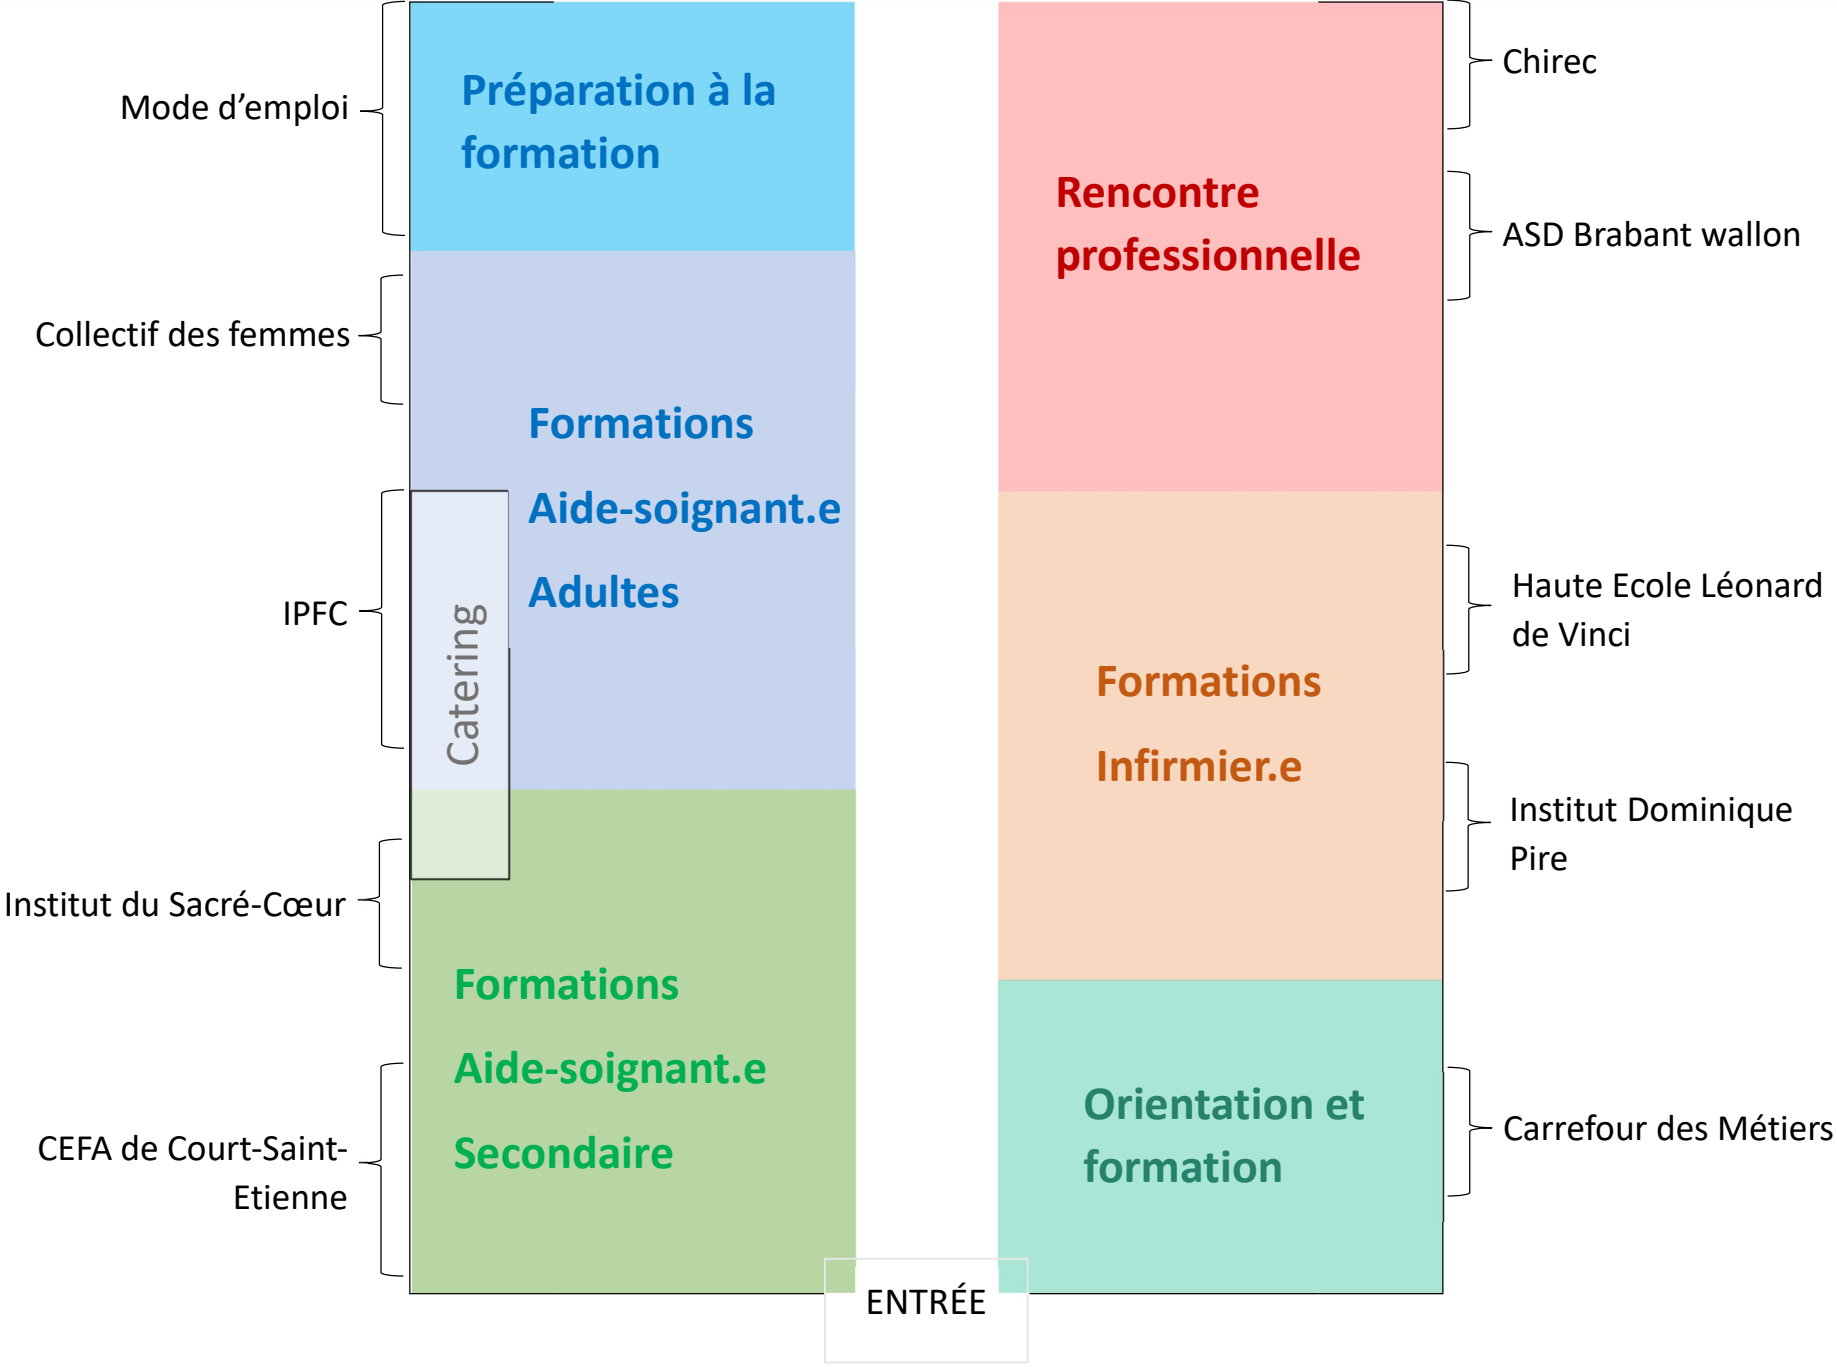 Mode d’emploi
Préparation à la
formation
Collectif des femmes
Formations
Aide-soignant.e
Adultes
IPFC
Catering
Institut du Sacré-Cœur
Formations
Aide-soignant.e
Secondaire
CEFA de Court-Saint-
Etienne
Chirec
Rencontre
professionnelle
ASD Brabant wallon
Haute Ecole Léonard
de Vinci
Formations
Infirmier.e
Institut Dominique
Pire
Orientation et
formation
Carrefour des Métiers
ENTRÉE